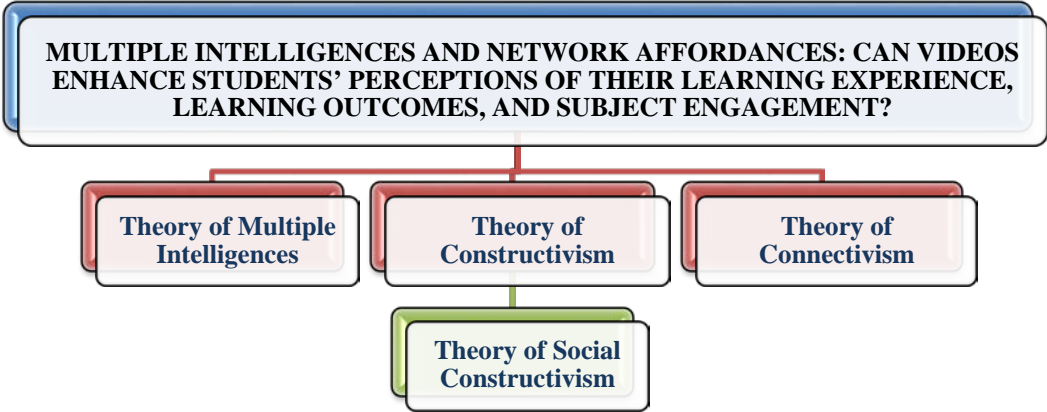 MULTIPLE INTELLIGENCES AND NETWORK AFFORDANCES: CAN VIDEOS
ENHANCE STUDENTS’ PERCEPTIONS OF THEIR LEARNING EXPERIENCE,
LEARNING OUTCOMES, AND SUBJECT ENGAGEMENT?
Theory of Multiple
Intelligences
Theory of
Constructivism
Theory of
Connectivism
Theory of Social
Constructivism